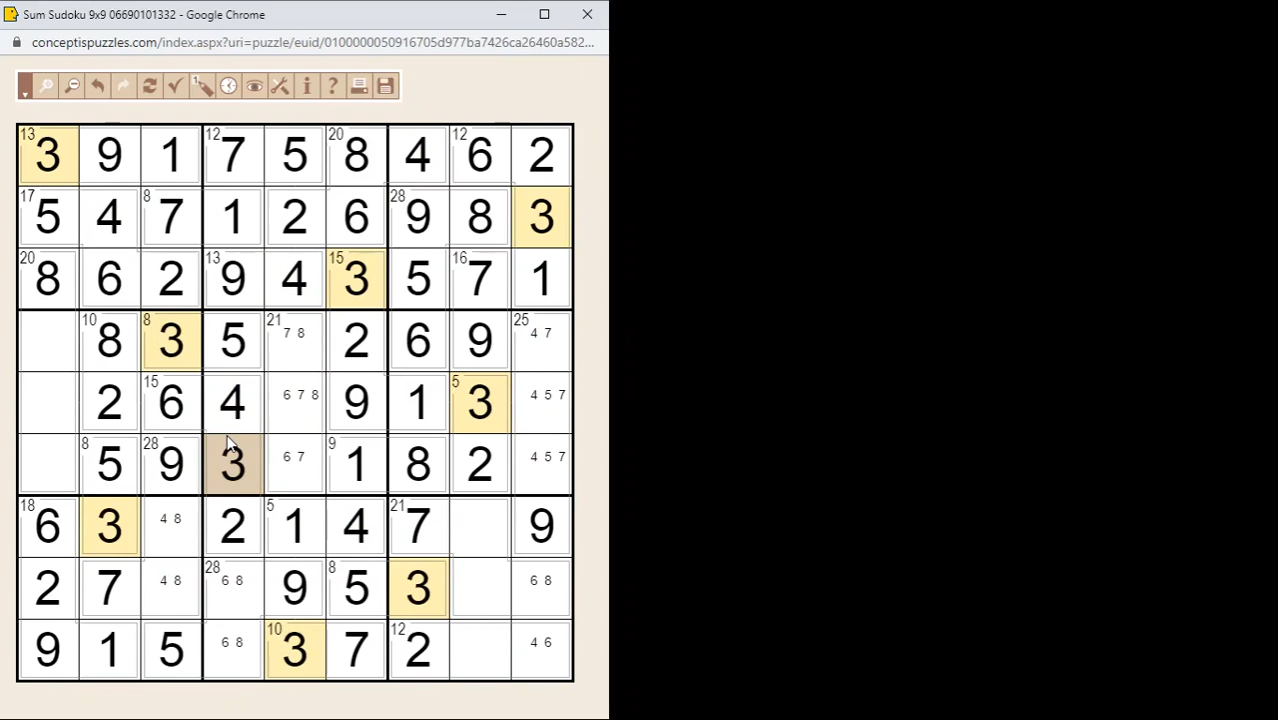 Sum Sudoku 9x9 06690101332 - Google Chrome
conceptispuzzles.com/index.aspx?uri=puzzle/euid/0100000050916705d977ba7426ca26460a582...
13 3 9 1 12 7 5 20 8 4 12 6 2
17 5 4 8 7 1 2 6 28 9 8 3
20 8 6 2 13 9 4 15 3 5 16 7 1
10 8 8 3 5 21 7 8 2 6 9 25 4 7
2 15 6 4 6 7 8 9 1 5 3 4 5 7
8 5 28 9 3 6 7 9 1 8 2 4 5 7
18 6 3 4 8 2 5 1 4 21 7 9
2 7 4 8 28 6 8 9 8 5 3 6 8
9 1 5 6 8 10 3 7 12 2 4 6